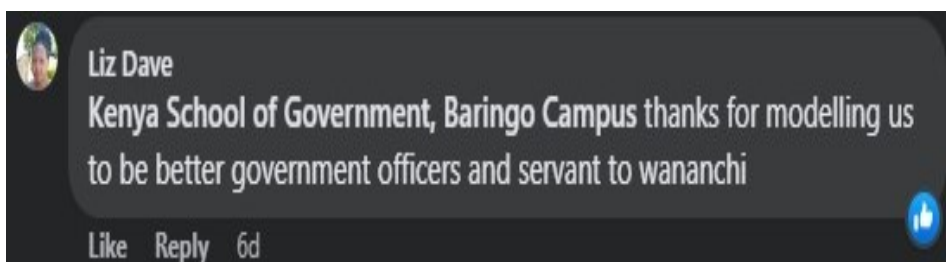 Liz Dave
Kenya School of Government, Baringo Campus thanks for modelling us
to be better government officers and servant to wananchi
Like Reply 6d